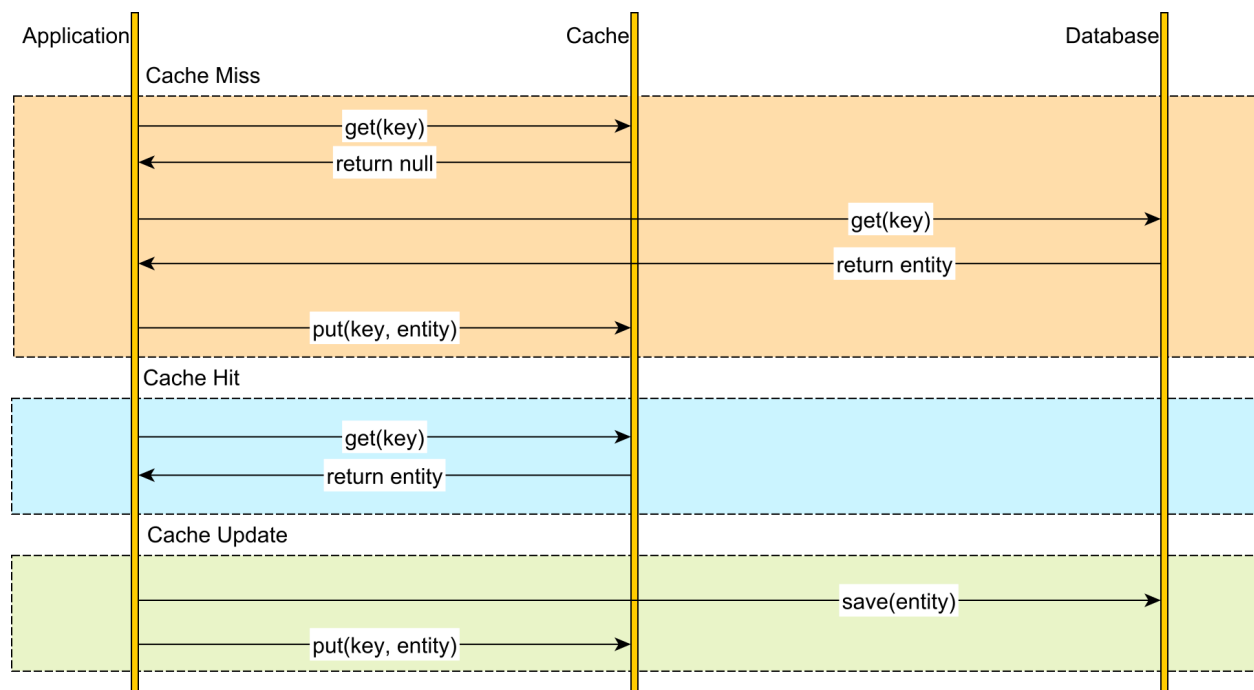 Application
Cache
Database
Cache Miss
get(key)
return null
get(key)
return entity
put(key, entity)
Cache Hit
get(key)
return entity
Cache Update
save(entity)
put(key, entity)